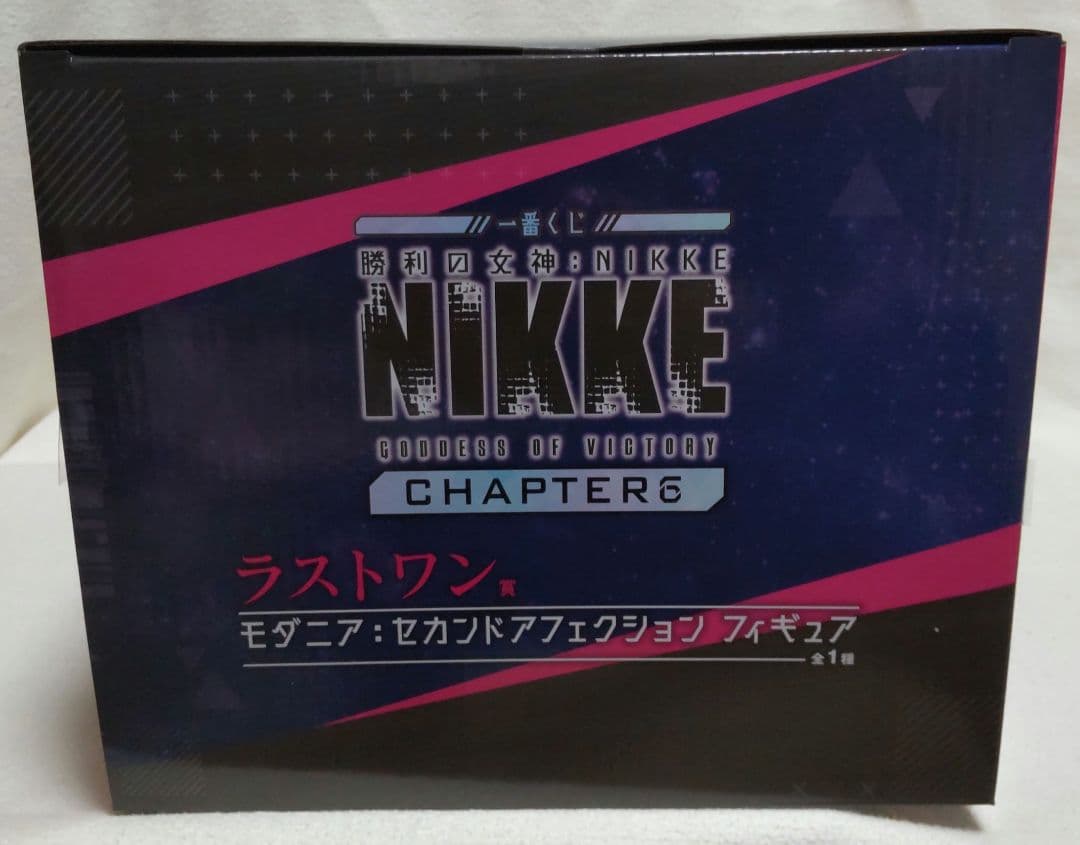 一番くじ
勝利の女神:NIKKE
NIKKE
GODDESS OF VICTORY
CHAPTER6
ラストワン賞
モダニア:セカンドアフェクション フィギュア
全1種